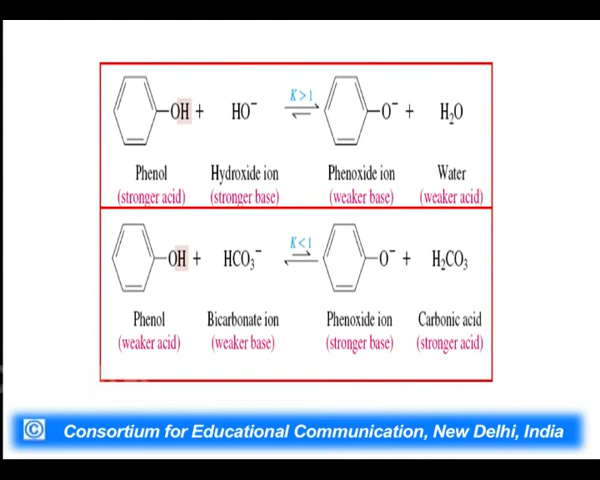 OH + HO⁻ K > 1 O⁻ + H₂O
Phenol Hydroxide ion Phenoxide ion Water
(stronger acid) (stronger base) (weaker base) (weaker acid)
OH + HCO₃⁻ K < 1 O⁻ + H₂CO₃
Phenol Bicarbonate ion Phenoxide ion Carbonic acid
(weaker acid) (weaker base) (stronger base) (stronger acid)
© Consortium for Educational Communication, New Delhi, India